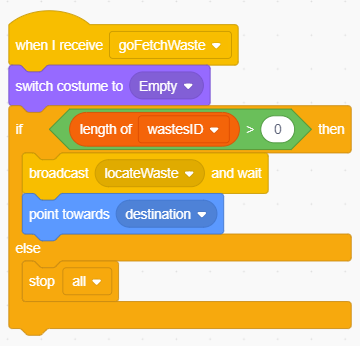 when I receive goFetchWaste
switch costume to Empty
if length of wastesID > 0 then
broadcast locateWaste and wait
point towards destination
else
stop all